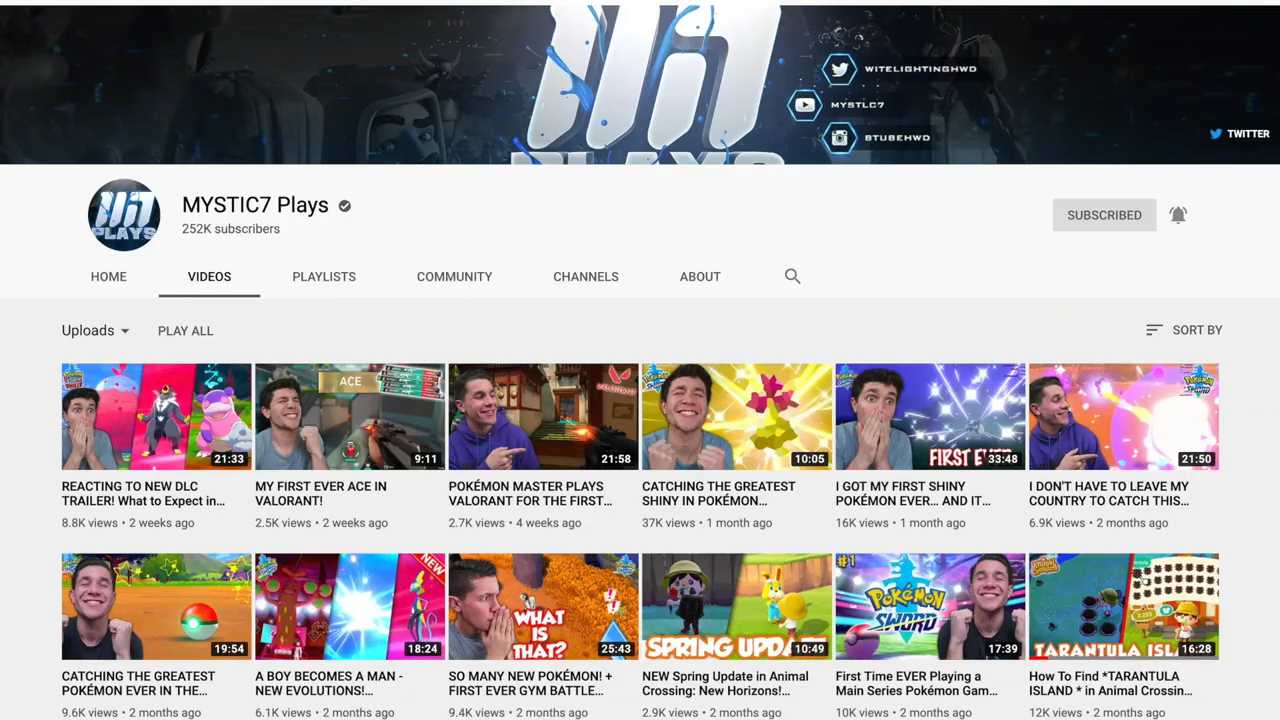 WITELIGHTINGHWD
MYSTLC7
BTUBEHWD
TWITTER
PLAYS
MYSTIC7 Plays
252K subscribers
SUBSCRIBED
HOME
VIDEOS
PLAYLISTS
COMMUNITY
CHANNELS
ABOUT
Uploads
PLAY ALL
SORT BY
21:33
ACE
9:11
VALORANT
21:58
10:05
FIRST EVER
33:48
21:50
REACTING TO NEW DLC
TRAILER! What to Expect in...
8.8K views • 2 weeks ago
MY FIRST EVER ACE IN
VALORANT!
2.5K views • 2 weeks ago
POKÉMON MASTER PLAYS
VALORANT FOR THE FIRST...
2.7K views • 4 weeks ago
CATCHING THE GREATEST
SHINY IN POKÉMON...
37K views • 1 month ago
I GOT MY FIRST SHINY
POKÉMON EVER... AND IT...
16K views • 1 month ago
I DON'T HAVE TO LEAVE MY
COUNTRY TO CATCH THIS...
6.9K views • 2 months ago
19:54
NEW
18:24
WHAT
IS
THAT?
25:43
SPRING UPDA
10:49
#1
POKÉMON
SWORD
17:39
TARANTULA ISL
16:28
CATCHING THE GREATEST
POKÉMON EVER IN THE...
9.6K views • 2 months ago
A BOY BECOMES A MAN -
NEW EVOLUTIONS!...
6.1K views • 2 months ago
SO MANY NEW POKÉMON! +
FIRST EVER GYM BATTLE...
9.4K views • 2 months ago
NEW Spring Update in Animal
Crossing: New Horizons!...
2.9K views • 2 months ago
First Time EVER Playing a
Main Series Pokémon Gam...
10K views • 2 months ago
How To Find *TARANTULA
ISLAND * in Animal Crossin...
12K views • 2 months ago